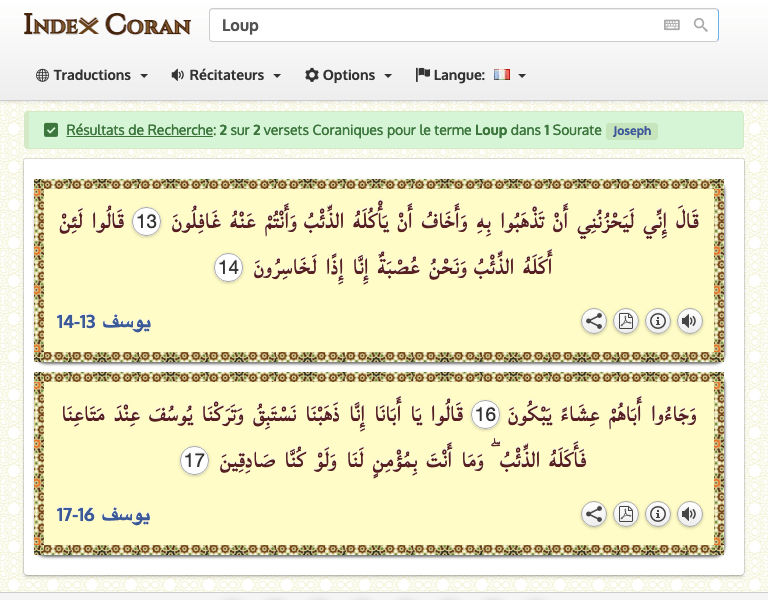 INDEX CORAN
Loup
Traductions Récitateurs Options Langue:
Résultats de Recherche: 2 sur 2 versets Coraniques pour le terme Loup dans 1 Sourate Joseph
قَالَ إِنِّي لَيَحْزُنُنِي أَنْ تَذْهَبُوا بِهِ وَأَخَافُ أَنْ يَأْكُلَهُ الذِّئْبُ وَأَنْتُمْ عَنْهُ غَافِلُونَ 13 قَالُوا لَئِنْ
أَكَلَهُ الذِّئْبُ وَنَحْنُ عُصْبَةٌ إِنَّا إِذًا لَخَاسِرُونَ 14
يوسف 13-14
وَجَاءُوا أَبَاهُمْ عِشَاءً يَبْكُونَ 16 قَالُوا يَا أَبَانَا إِنَّا ذَهَبْنَا نَسْتَبِقُ وَتَرَكْنَا يُوسُفَ عِنْدَ مَتَاعِنَا
فَأَكَلَهُ الذِّئْبُ ۖ وَمَا أَنْتَ بِمُؤْمِنٍ لَنَا وَلَوْ كُنَّا صَادِقِينَ 17
يوسف 16-17